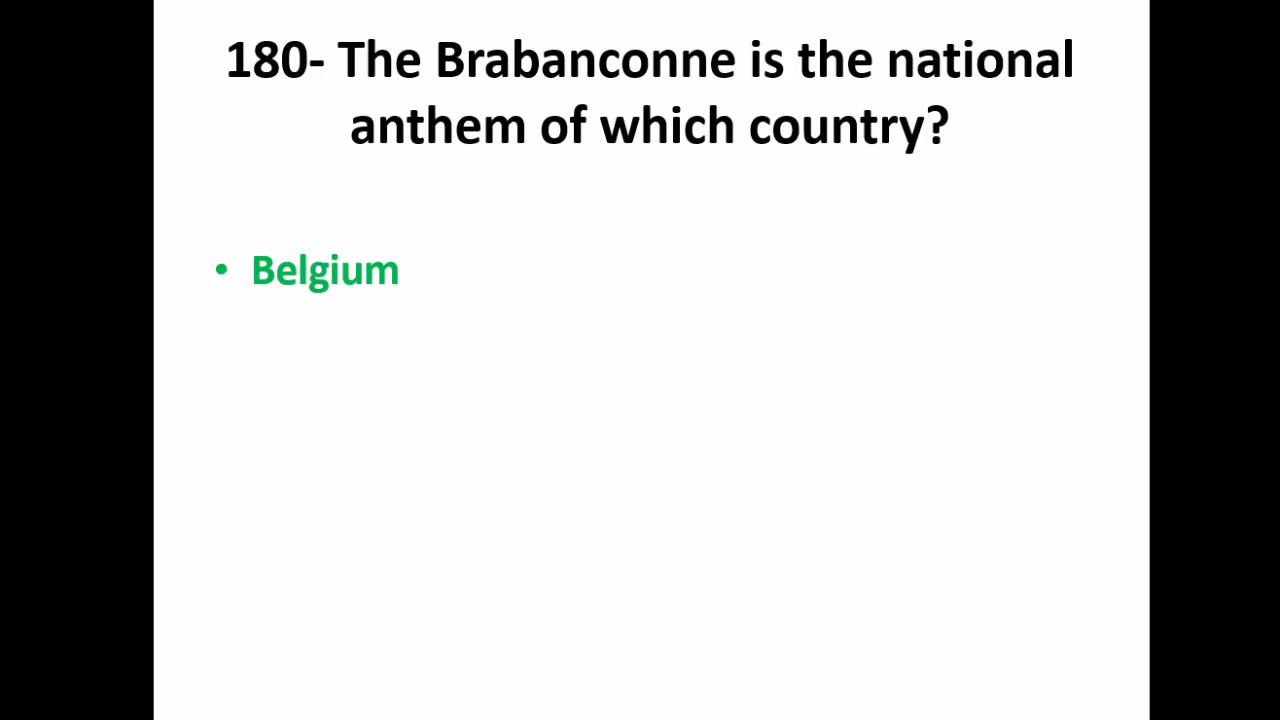 180- The Brabanconne is the national
anthem of which country?
• Belgium